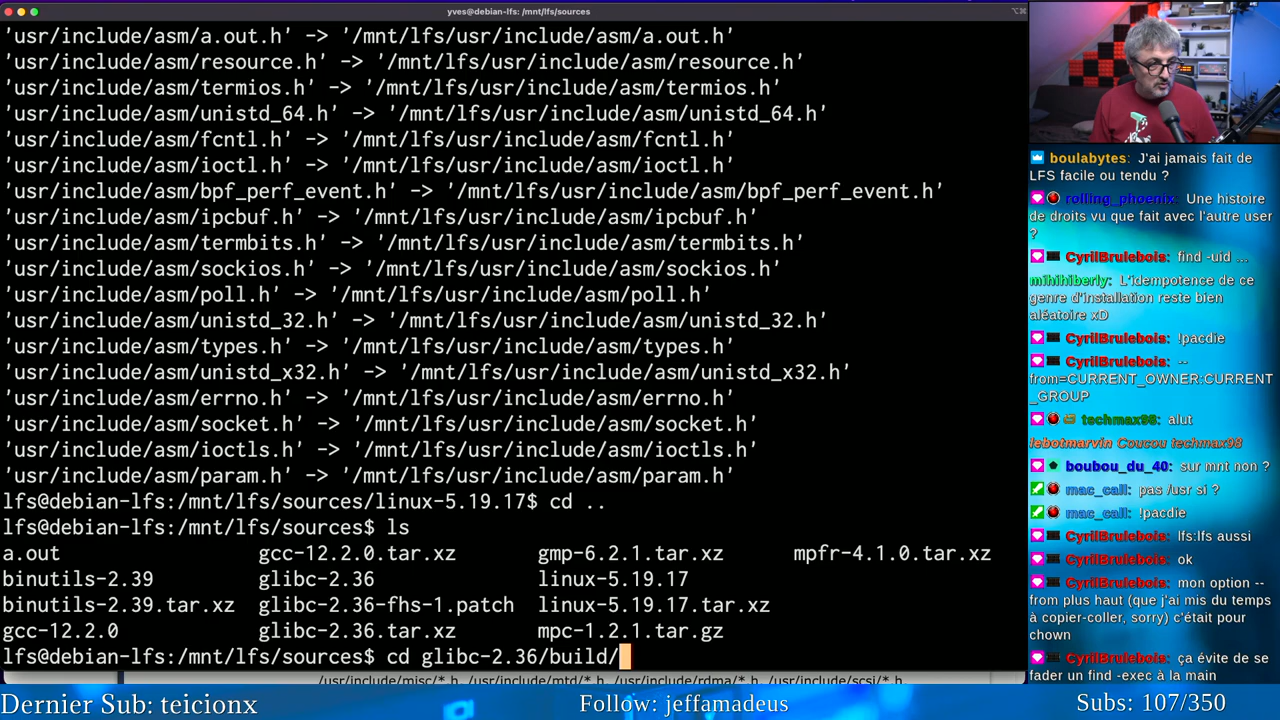 yves@debian-lfs: /mnt/lfs/sources
'usr/include/asm/a.out.h' -> '/mnt/lfs/usr/include/asm/a.out.h'
'usr/include/asm/resource.h' -> '/mnt/lfs/usr/include/asm/resource.h'
'usr/include/asm/termios.h' -> '/mnt/lfs/usr/include/asm/termios.h'
'usr/include/asm/unistd_64.h' -> '/mnt/lfs/usr/include/asm/unistd_64.h'
'usr/include/asm/fcntl.h' -> '/mnt/lfs/usr/include/asm/fcntl.h'
'usr/include/asm/ioctl.h' -> '/mnt/lfs/usr/include/asm/ioctl.h'
'usr/include/asm/bpf_perf_event.h' -> '/mnt/lfs/usr/include/asm/bpf_perf_event.h'
'usr/include/asm/ipcbuf.h' -> '/mnt/lfs/usr/include/asm/ipcbuf.h'
'usr/include/asm/termbits.h' -> '/mnt/lfs/usr/include/asm/termbits.h'
'usr/include/asm/sockios.h' -> '/mnt/lfs/usr/include/asm/sockios.h'
'usr/include/asm/poll.h' -> '/mnt/lfs/usr/include/asm/poll.h'
'usr/include/asm/unistd_32.h' -> '/mnt/lfs/usr/include/asm/unistd_32.h'
'usr/include/asm/types.h' -> '/mnt/lfs/usr/include/asm/types.h'
'usr/include/asm/unistd_x32.h' -> '/mnt/lfs/usr/include/asm/unistd_x32.h'
'usr/include/asm/errno.h' -> '/mnt/lfs/usr/include/asm/errno.h'
'usr/include/asm/socket.h' -> '/mnt/lfs/usr/include/asm/socket.h'
'usr/include/asm/ioctls.h' -> '/mnt/lfs/usr/include/asm/ioctls.h'
'usr/include/asm/param.h' -> '/mnt/lfs/usr/include/asm/param.h'
lfs@debian-lfs:/mnt/lfs/sources/linux-5.19.17$ cd ..
lfs@debian-lfs:/mnt/lfs/sources$ ls
a.out gcc-12.2.0.tar.xz gmp-6.2.1.tar.xz mpfr-4.1.0.tar.xz
binutils-2.39 glibc-2.36 linux-5.19.17
binutils-2.39.tar.xz glibc-2.36-fhs-1.patch linux-5.19.17.tar.xz
gcc-12.2.0 glibc-2.36.tar.xz mpc-1.2.1.tar.gz
lfs@debian-lfs:/mnt/lfs/sources$ cd glibc-2.36/build/
/usr/include/misc/*.h, /usr/include/mtd/*.h, /usr/include/rdma/*.h, /usr/include/scsi/*.h,
boulabytes: J'ai jamais fait de
LFS facile ou tendu ?
rolling_phoenix: Une histoire
de droits vu que fait avec l'autre user
?
CyrilBrulebois: find -uid ...
mihihiberly: L'idempotence de ce
genre d'installation reste bien
aléatoire xD
CyrilBrulebois: !pacdie
CyrilBrulebois: --
from=CURRENT_OWNER:CURRENT
_GROUP
techmax98: alut
lebotmarvin Coucou techmax98
boubou_du_40: sur mnt non ?
mac_call: pas /usr si ?
mac_call: !pacdie
CyrilBrulebois: lfs:lfs aussi
CyrilBrulebois: ok
CyrilBrulebois: mon option --
from plus haut (que j'ai mis du temps
à copier-coller, sorry) c'était pour
chown
CyrilBrulebois: ça évite de se
fader un find -exec à la main
Dernier Sub: teicionx
Follow: jeffamadeus
Subs: 107/350